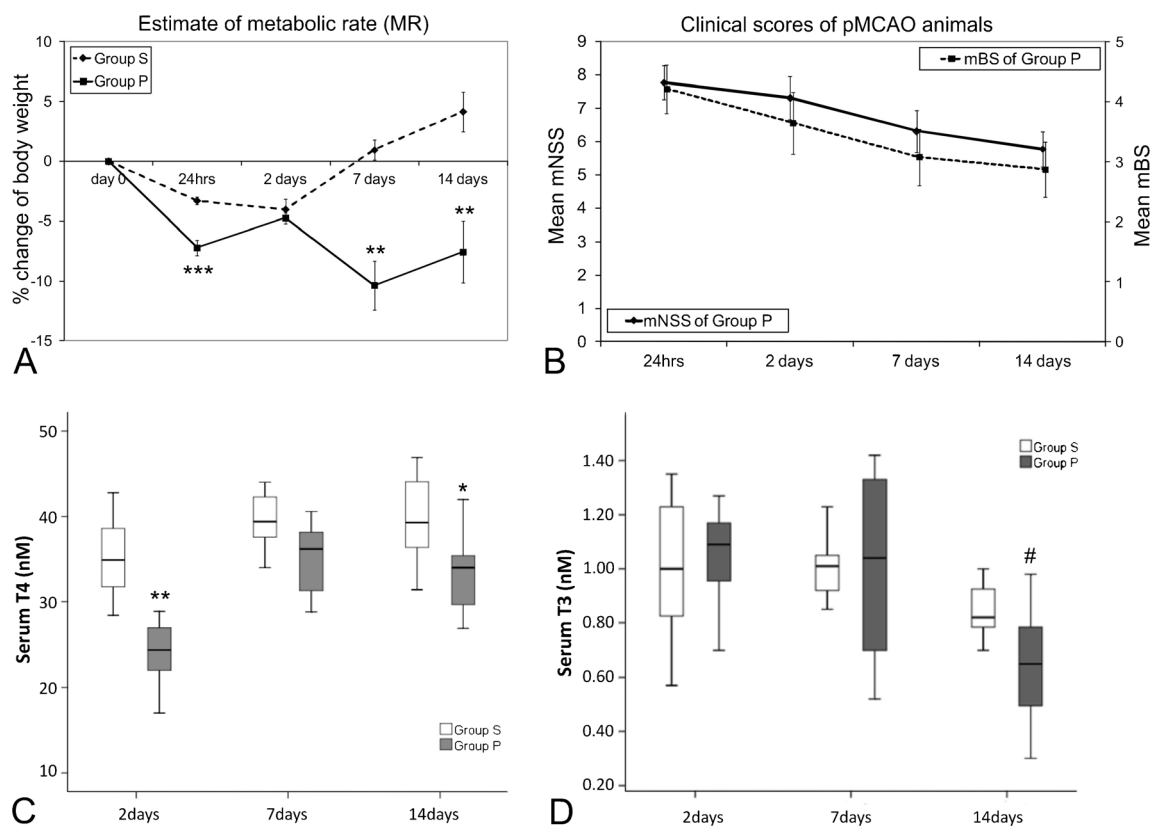 Estimate of metabolic rate (MR)
10
5
0
-5
-10
-15
% change of body weight
Group S
Group P
day 0 24hrs 2 days 7 days 14 days
***
**
**
A
Clinical scores of pMCAO animals
9
8
7
6
5
4
3
2
1
0
Mean mNSS
5
4
3
2
1
0
Mean mBS
mBS of Group P
mNSS of Group P
24hrs 2 days 7 days 14 days
B
50
40
30
20
10
Serum T4 (nM)
**
*
Group S
Group P
2days 7days 14days
C
1.40
1.20
1.00
0.80
0.60
0.40
0.20
Serum T3 (nM)
Group S
Group P
#
2days 7days 14days
D